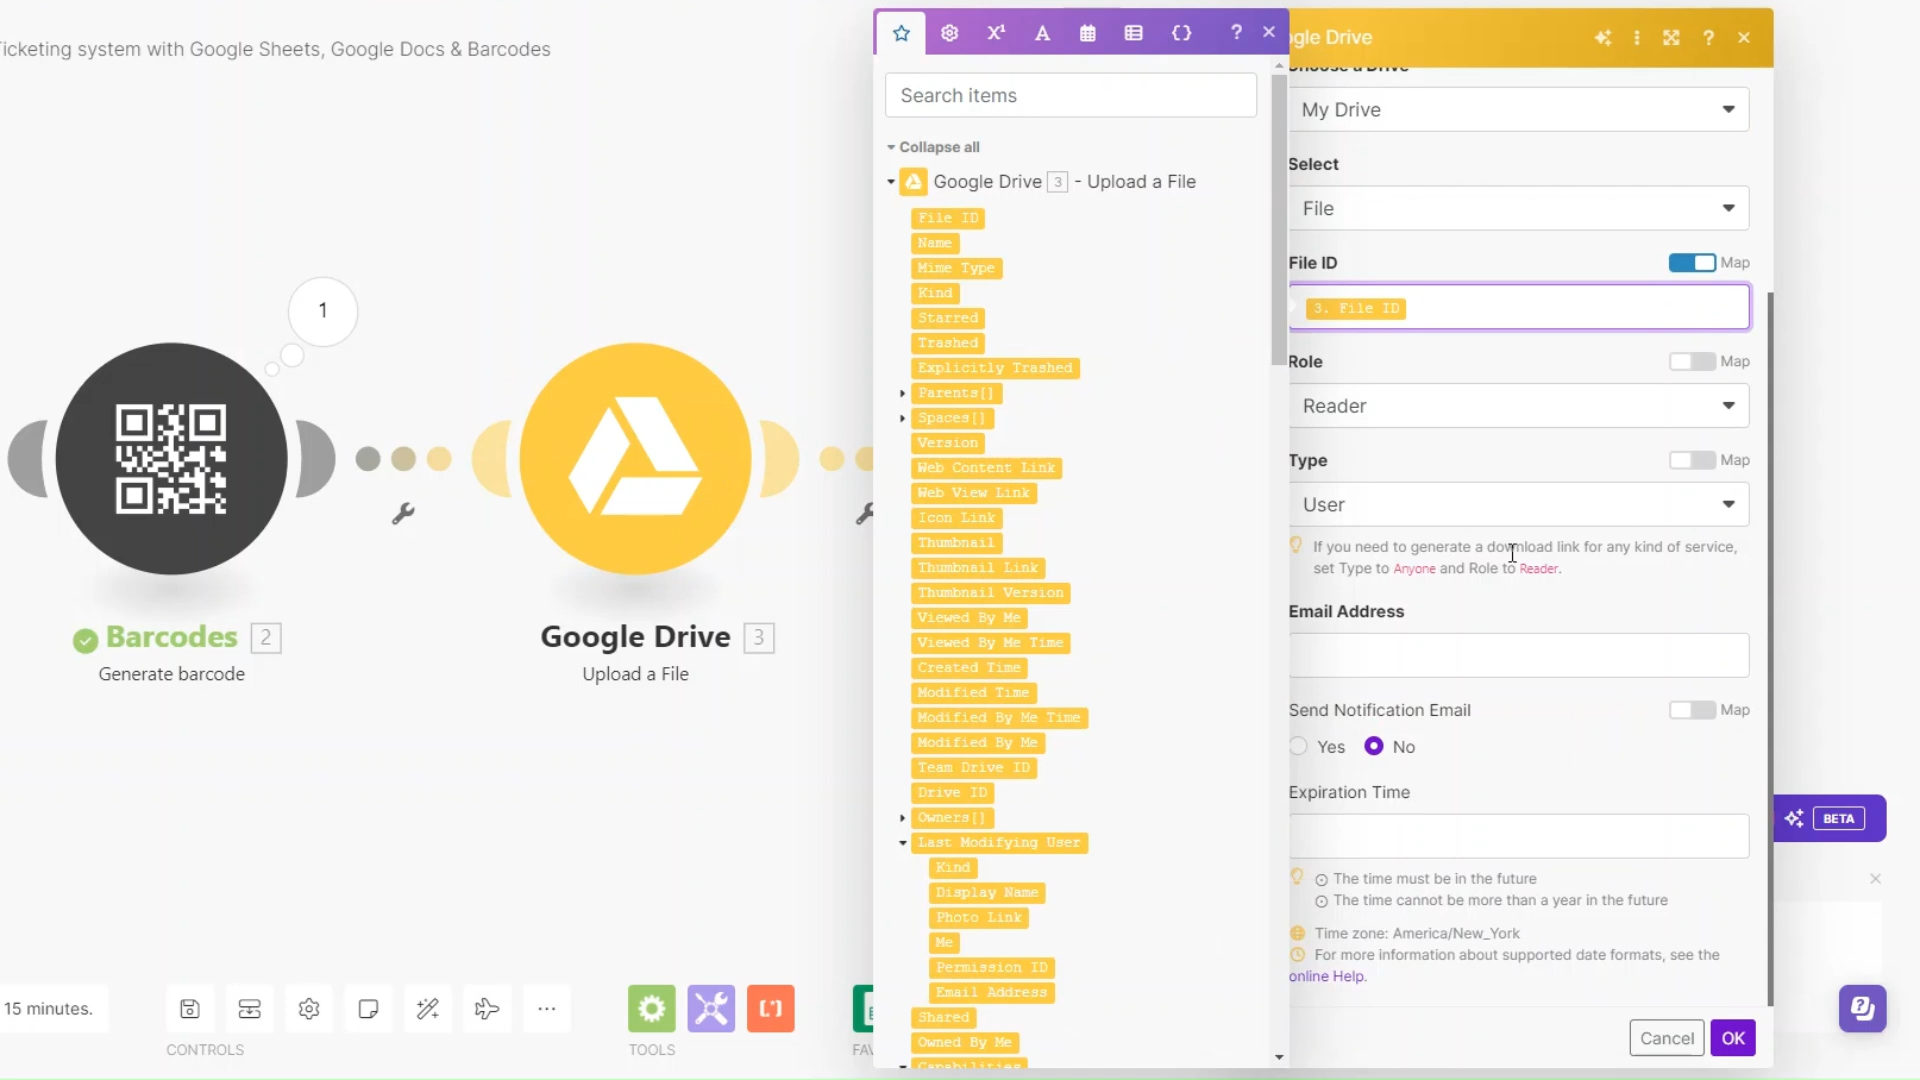 Ticketing system with Google Sheets, Google Docs & Barcodes
1
Barcodes 2
Generate barcode
Google Drive 3
Upload a File
15 minutes.
CONTROLS
TOOLS
X¹
A
{}
?
Search items
Collapse all
Google Drive 3 - Upload a File
File ID
Name
Mime Type
Kind
Starred
Trashed
Explicitly Trashed
Parents[]
Spaces[]
Version
Web Content Link
Web View Link
Icon Link
Thumbnail
Thumbnail Link
Thumbnail Version
Viewed By Me
Viewed By Me Time
Created Time
Modified Time
Modified By Me Time
Modified By Me
Team Drive ID
Drive ID
Owners[]
Last Modifying User
Kind
Display Name
Photo Link
Me
Permission ID
Email Address
Shared
Owned By Me
Capabilities
ogle Drive
?
Choose a Drive
My Drive
Select
File
File ID
Map
3. File ID
Role
Map
Reader
Type
Map
User
If you need to generate a download link for any kind of service,
set Type to Anyone and Role to Reader.
Email Address
Send Notification Email
Map
Yes
No
Expiration Time
The time must be in the future
The time cannot be more than a year in the future
Time zone: America/New_York
For more information about supported date formats, see the
online Help.
Cancel
OK
BETA